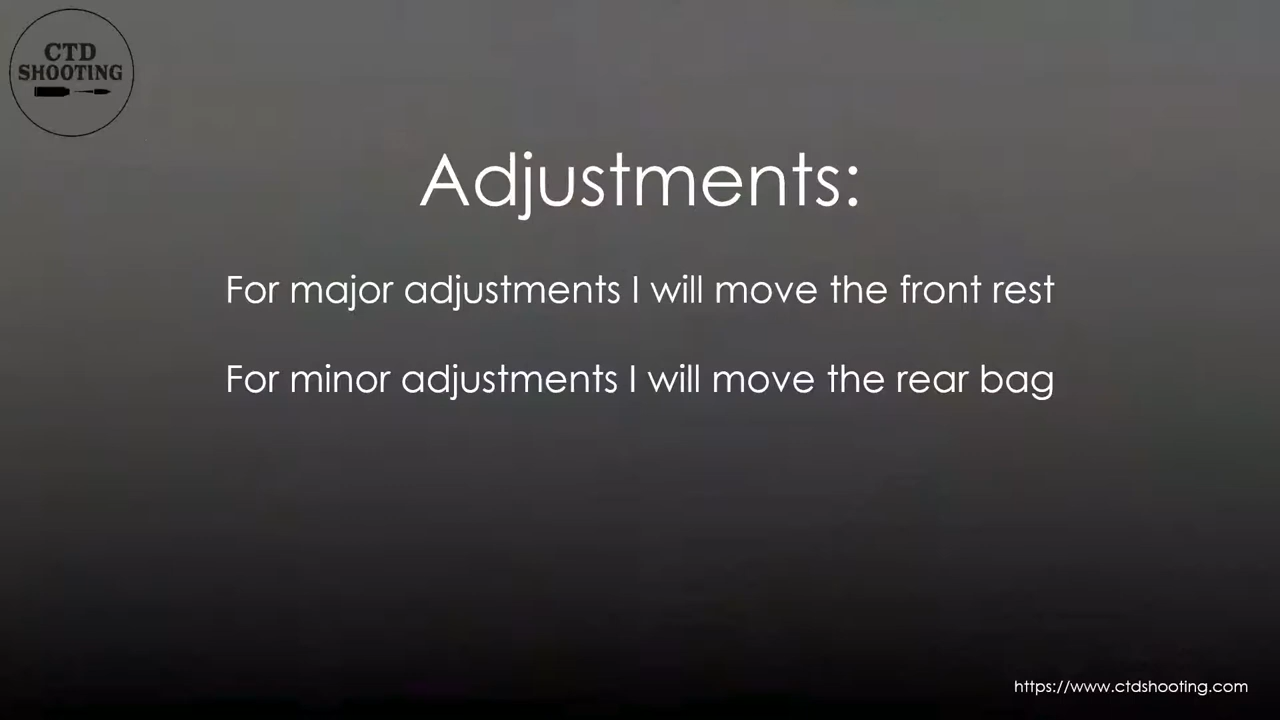 CTD
SHOOTING
Adjustments:
For major adjustments I will move the front rest
For minor adjustments I will move the rear bag
https://www.ctdshooting.com